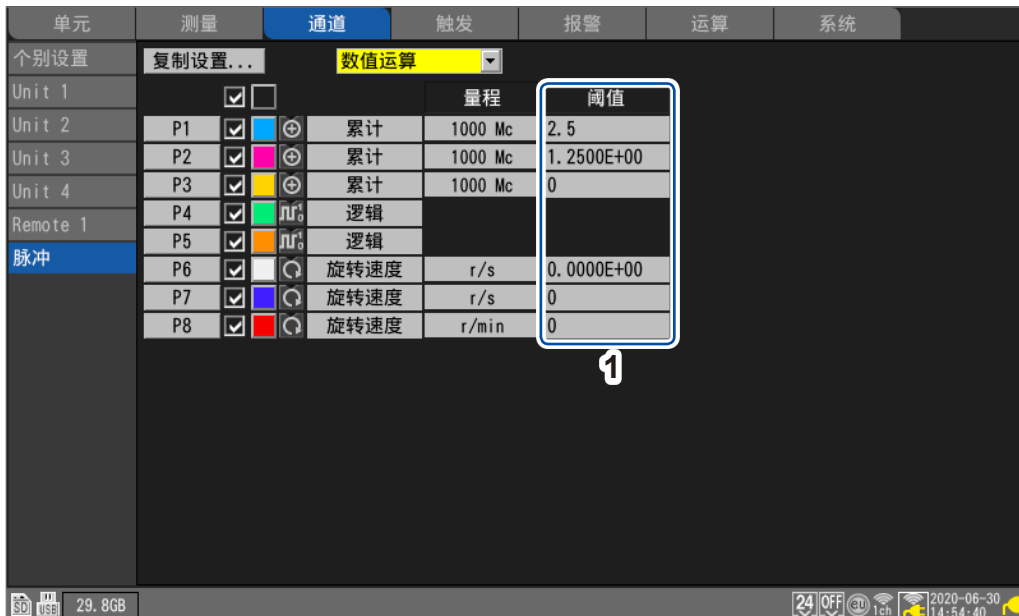 单元 测量 通道 触发 报警 运算 系统
个别设置 复制设置... 数值运算
Unit 1 量程 阈值
Unit 2 P1 累计 1000 Mc 2.5
P2 累计 1000 Mc 1.2500E+00
Unit 3 P3 累计 1000 Mc 0
Unit 4 P4 逻辑
Remote 1 P5 逻辑
脉冲 P6 旋转速度 r/s 0.0000E+00
P7 旋转速度 r/s 0
P8 旋转速度 r/min 0
1
SD USB 29.8GB 24 OFF eu 1ch 2020-06-30
14:54:40